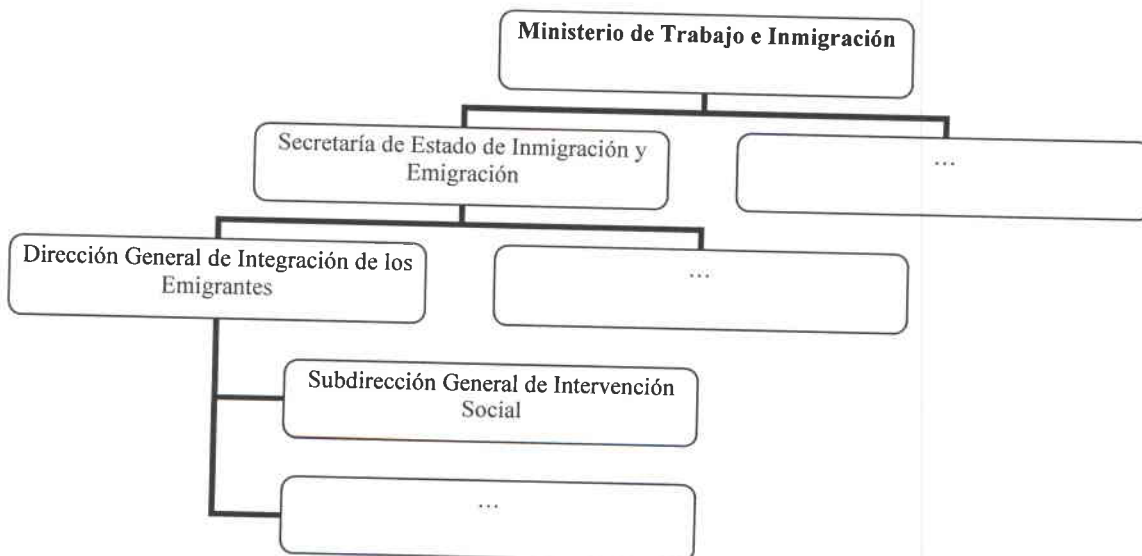 Ministerio de Trabajo e Inmigración
Secretaría de Estado de Inmigración y
Emigración
...
Dirección General de Integración de los
Emigrantes
...
Subdirección General de Intervención
Social
...